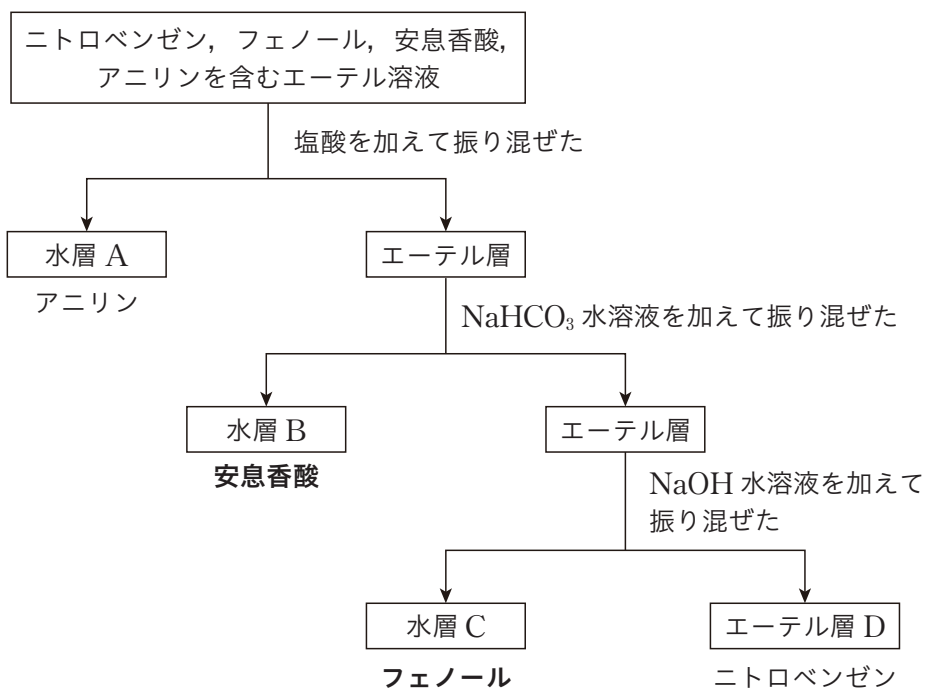 ニトロベンゼン，フェノール，安息香酸，
アニリンを含むエーテル溶液
塩酸を加えて振り混ぜた
水層 A
エーテル層
アニリン
NaHCO₃ 水溶液を加えて振り混ぜた
水層 B
エーテル層
安息香酸
NaOH 水溶液を加えて
振り混ぜた
水層 C
エーテル層 D
フェノール
ニトロベンゼン